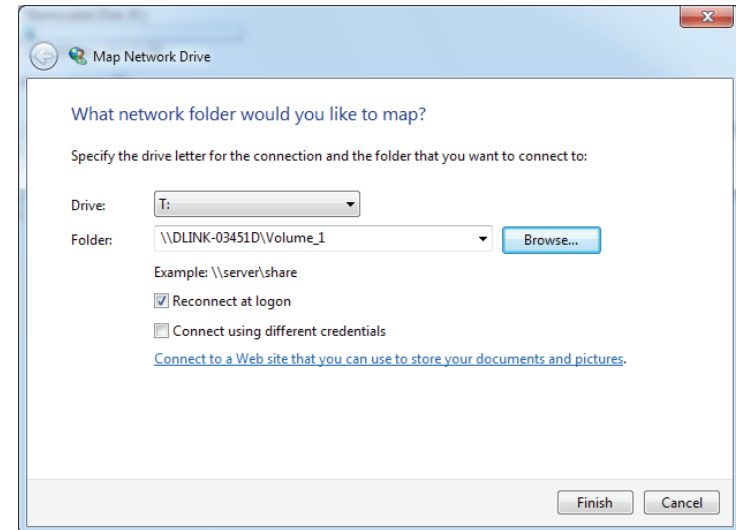 Map Network Drive
What network folder would you like to map?
Specify the drive letter for the connection and the folder that you want to connect to:
Drive: T:
Folder: \\DLINK-03451D\Volume_1 Browse...
Example: \\server\share
Reconnect at logon
Connect using different credentials
Connect to a Web site that you can use to store your documents and pictures.
Finish Cancel